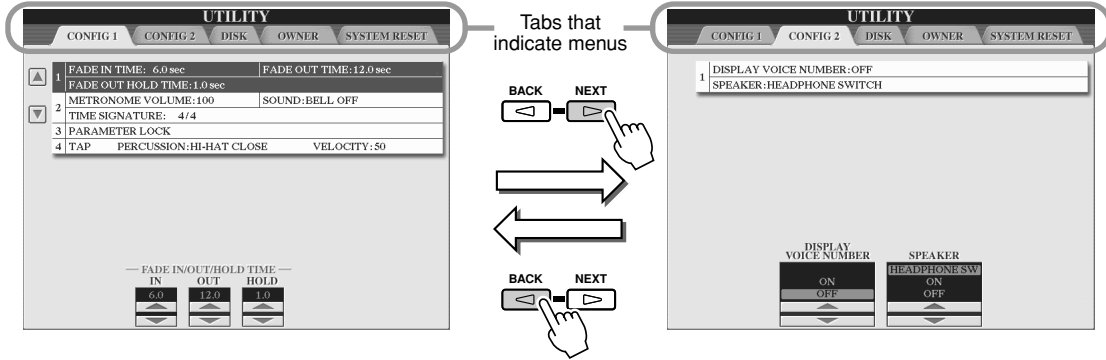 UTILITY
CONFIG 1 CONFIG 2 DISK OWNER SYSTEM RESET
1 FADE IN TIME: 6.0 sec FADE OUT TIME:12.0 sec
FADE OUT HOLD TIME:1.0 sec
2 METRONOME VOLUME:100 SOUND:BELL OFF
TIME SIGNATURE: 4/4
3 PARAMETER LOCK
4 TAP PERCUSSION:HI-HAT CLOSE VELOCITY:50
FADE IN/OUT/HOLD TIME
IN OUT HOLD
6.0 12.0 1.0
Tabs that
indicate menus
BACK NEXT
BACK NEXT
UTILITY
CONFIG 1 CONFIG 2 DISK OWNER SYSTEM RESET
1 DISPLAY VOICE NUMBER:OFF
SPEAKER:HEADPHONE SWITCH
DISPLAY
VOICE NUMBER
ON
OFF
SPEAKER
HEADPHONE SW
ON
OFF